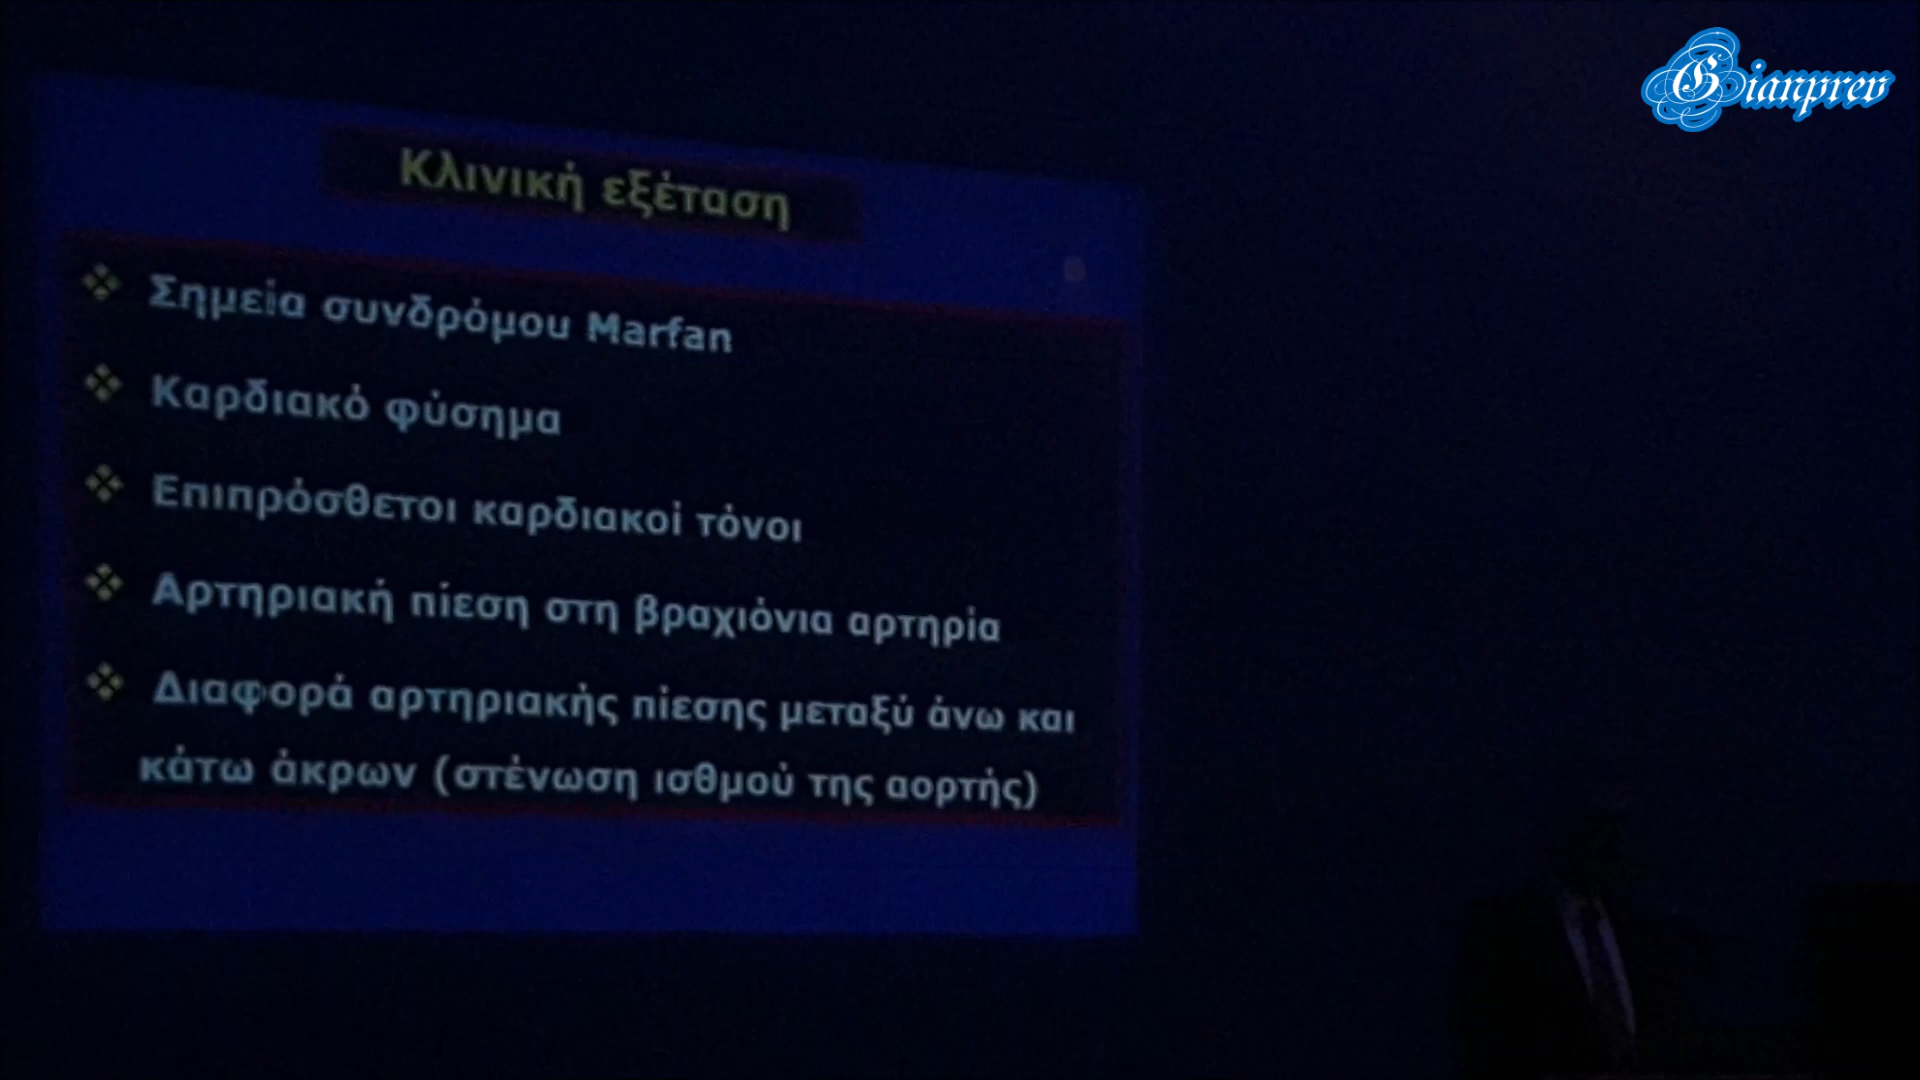 Gianprev
Κλινική εξέταση
❖ Σημεία συνδρόμου Marfan
❖ Καρδιακό φύσημα
❖ Επιπρόσθετοι καρδιακοί τόνοι
❖ Αρτηριακή πίεση στη βραχιόνια αρτηρία
❖ Διαφορά αρτηριακής πίεσης μεταξύ άνω και
κάτω άκρων (στένωση ισθμού της αορτής)